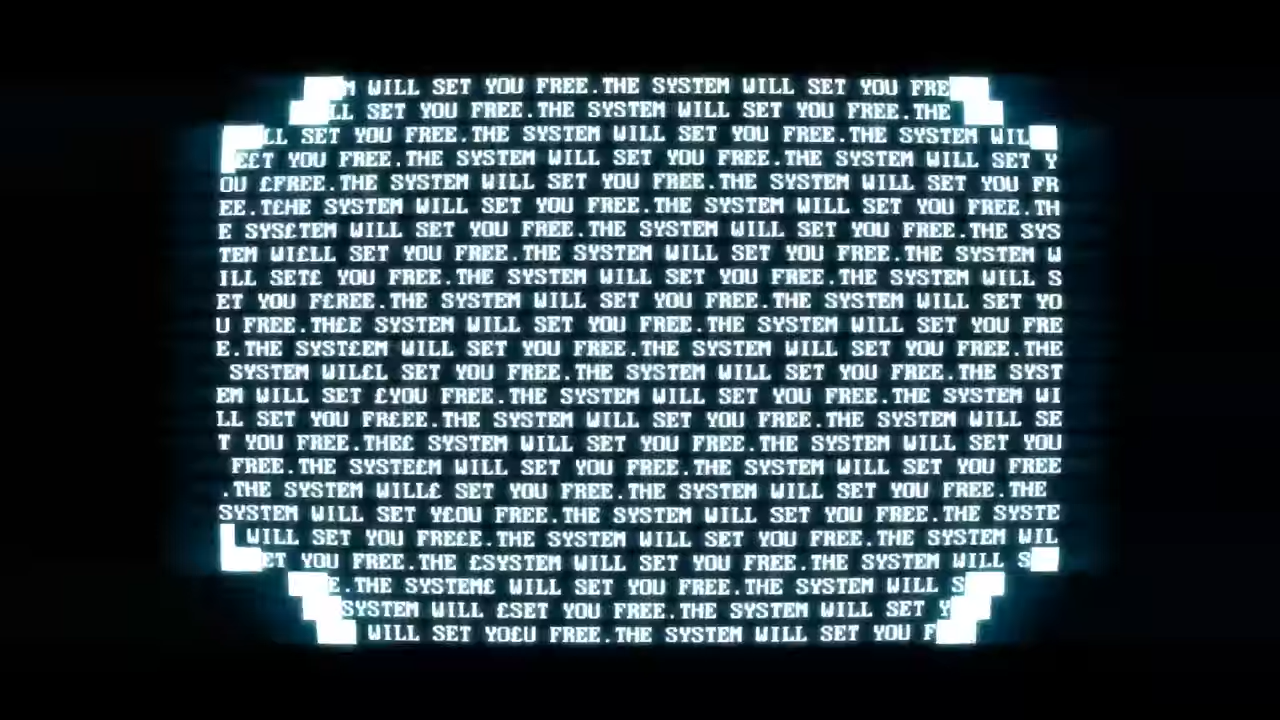 M WILL SET YOU FREE.THE SYSTEM WILL SET YOU FRE
LL SET YOU FREE.THE SYSTEM WILL SET YOU FREE.THE
LL SET YOU FREE.THE SYSTEM WILL SET YOU FREE.THE SYSTEM WIL
E£T YOU FREE.THE SYSTEM WILL SET YOU FREE.THE SYSTEM WILL SET Y
OU £FREE.THE SYSTEM WILL SET YOU FREE.THE SYSTEM WILL SET YOU FR
EE.T£HE SYSTEM WILL SET YOU FREE.THE SYSTEM WILL SET YOU FREE.TH
E SYS£TEM WILL SET YOU FREE.THE SYSTEM WILL SET YOU FREE.THE SYS
TEM WI£LL SET YOU FREE.THE SYSTEM WILL SET YOU FREE.THE SYSTEM W
ILL SET£ YOU FREE.THE SYSTEM WILL SET YOU FREE.THE SYSTEM WILL S
ET YOU F£REE.THE SYSTEM WILL SET YOU FREE.THE SYSTEM WILL SET YO
U FREE.TH£E SYSTEM WILL SET YOU FREE.THE SYSTEM WILL SET YOU FRE
E.THE SYST£EM WILL SET YOU FREE.THE SYSTEM WILL SET YOU FREE.THE
SYSTEM WIL£L SET YOU FREE.THE SYSTEM WILL SET YOU FREE.THE SYST
EM WILL SET £YOU FREE.THE SYSTEM WILL SET YOU FREE.THE SYSTEM WI
LL SET YOU FR£EE.THE SYSTEM WILL SET YOU FREE.THE SYSTEM WILL SE
T YOU FREE.THE£ SYSTEM WILL SET YOU FREE.THE SYSTEM WILL SET YOU
FREE.THE SYSTE£M WILL SET YOU FREE.THE SYSTEM WILL SET YOU FREE
.THE SYSTEM WILL£ SET YOU FREE.THE SYSTEM WILL SET YOU FREE.THE
SYSTEM WILL SET Y£OU FREE.THE SYSTEM WILL SET YOU FREE.THE SYSTE
WILL SET YOU FRE£E.THE SYSTEM WILL SET YOU FREE.THE SYSTEM WIL
ET YOU FREE.THE £SYSTEM WILL SET YOU FREE.THE SYSTEM WILL S
E.THE SYSTEM£ WILL SET YOU FREE.THE SYSTEM WILL S
SYSTEM WILL £SET YOU FREE.THE SYSTEM WILL SET Y
WILL SET YO£U FREE.THE SYSTEM WILL SET YOU F